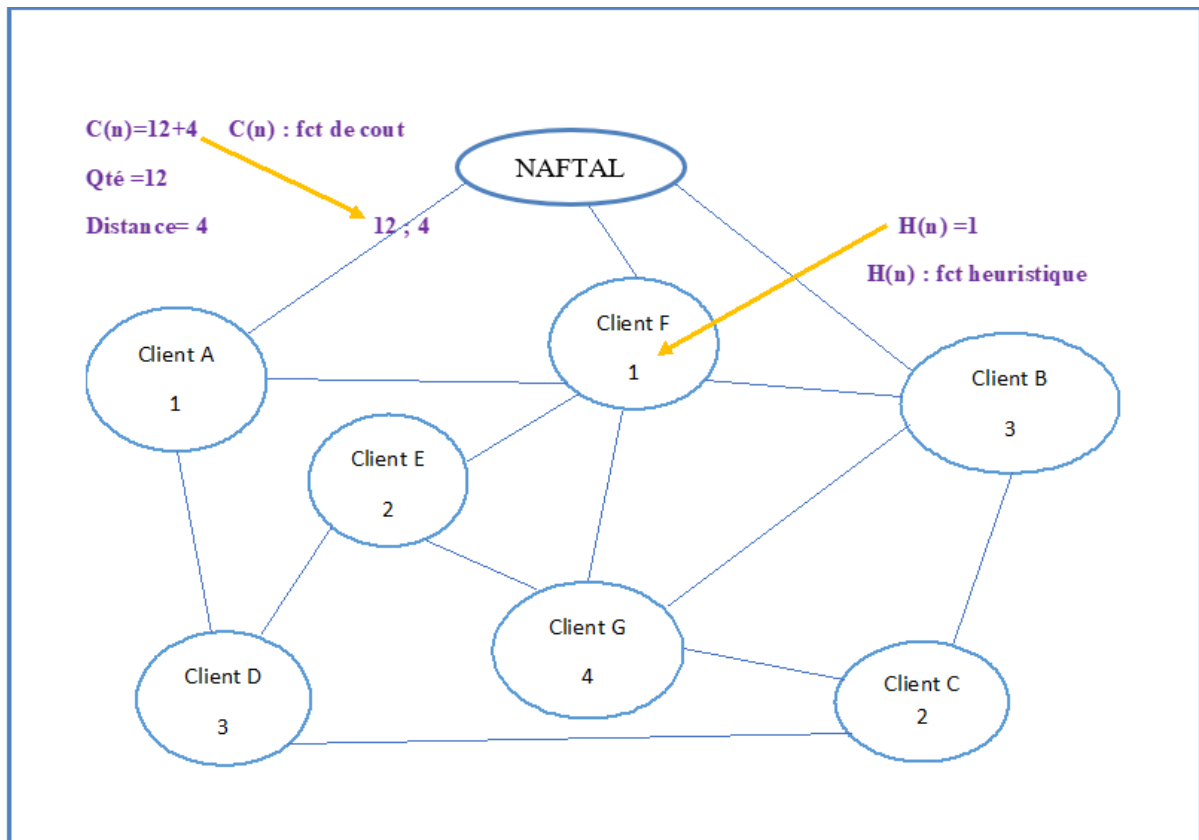 C(n)=12+4 C(n) : fct de cout
NAFTAL
Qté =12
Distance= 4
12 ; 4
H(n) =1
H(n) : fct heuristique
Client F
1
Client A
1
Client B
3
Client E
2
Client G
4
Client D
3
Client C
2